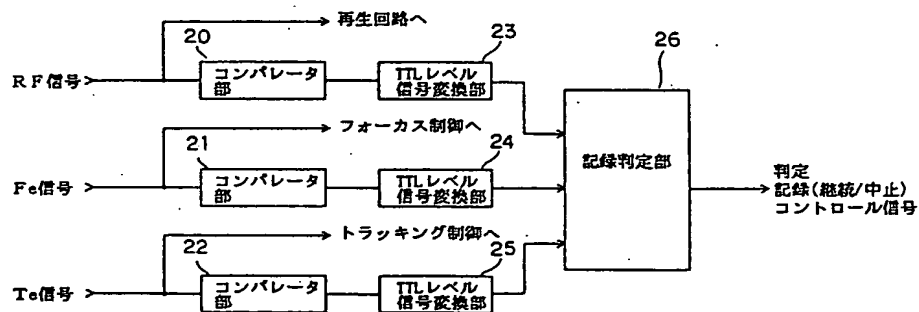 再生回路へ
20
23
26
RF信号
コンパレータ
部
TTLレベル
信号変換部
フォーカス制御へ
21
24
記録判定部
Fe信号
コンパレータ
部
TTLレベル
信号変換部
判定
記録(継続/中止)
コントロール信号
トラッキング制御へ
22
25
Te信号
コンパレータ
部
TTLレベル
信号変換部